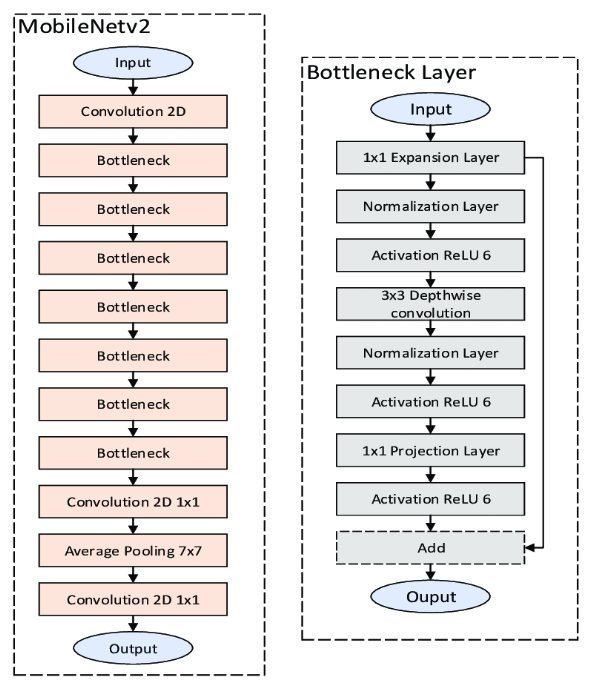 MobileNetv2
Input
Convolution 2D
Bottleneck
Bottleneck
Bottleneck
Bottleneck
Bottleneck
Bottleneck
Bottleneck
Convolution 2D 1x1
Average Pooling 7x7
Convolution 2D 1x1
Output
Bottleneck Layer
Input
1x1 Expansion Layer
Normalization Layer
Activation ReLU 6
3x3 Depthwise
convolution
Normalization Layer
Activation ReLU 6
1x1 Projection Layer
Activation ReLU 6
Add
Ouput